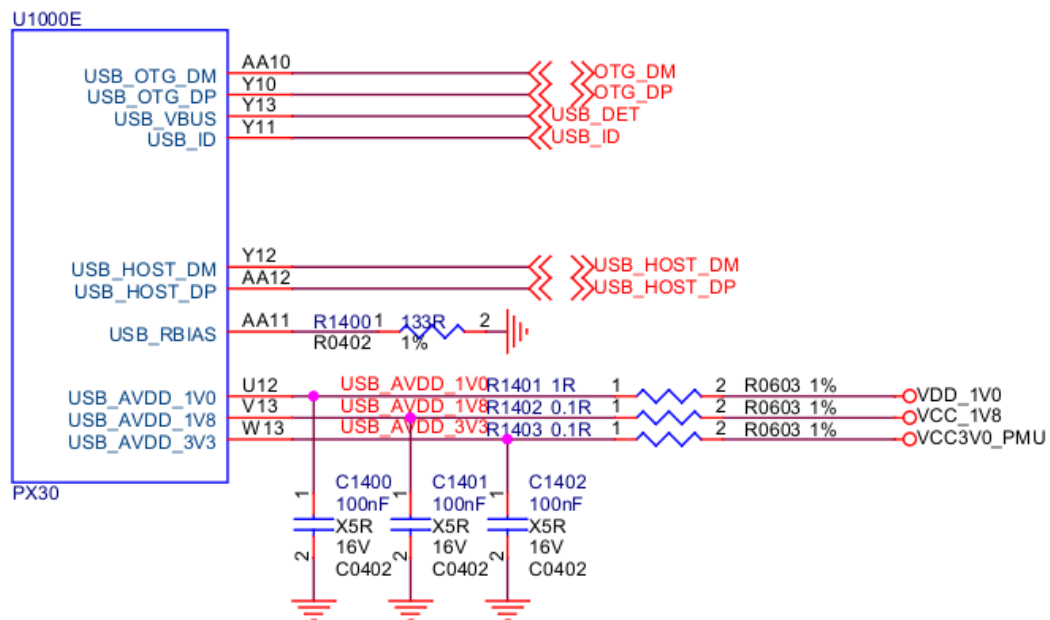 U1000E
USB_OTG_DM AA10 OTG_DM
USB_OTG_DP Y10 OTG_DP
USB_VBUS Y13 USB_DET
USB_ID Y11 USB_ID
USB_HOST_DM Y12 USB_HOST_DM
USB_HOST_DP AA12 USB_HOST_DP
USB_RBIAS AA11 R1400 1 133R 2
R0402 1%
USB_AVDD_1V0 U12 USB_AVDD_1V0 R1401 1R 1 2 R0603 1% VDD_1V0
USB_AVDD_1V8 V13 USB_AVDD_1V8 R1402 0.1R 1 2 R0603 1% VCC_1V8
USB_AVDD_3V3 W13 USB_AVDD_3V3 R1403 0.1R 1 2 R0603 1% VCC3V0_PMU
PX30
1 C1400 1 C1401 1 C1402
100nF 100nF 100nF
X5R X5R X5R
2 16V 2 16V 2 16V
C0402 C0402 C0402